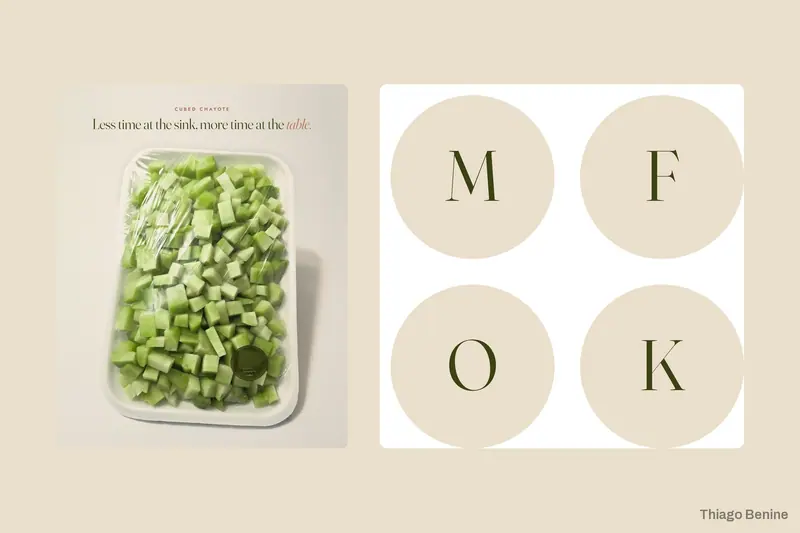 CUBED CHAYOTE
Less time at the sink, more time at the table.
M F
O K
Thiago Benine